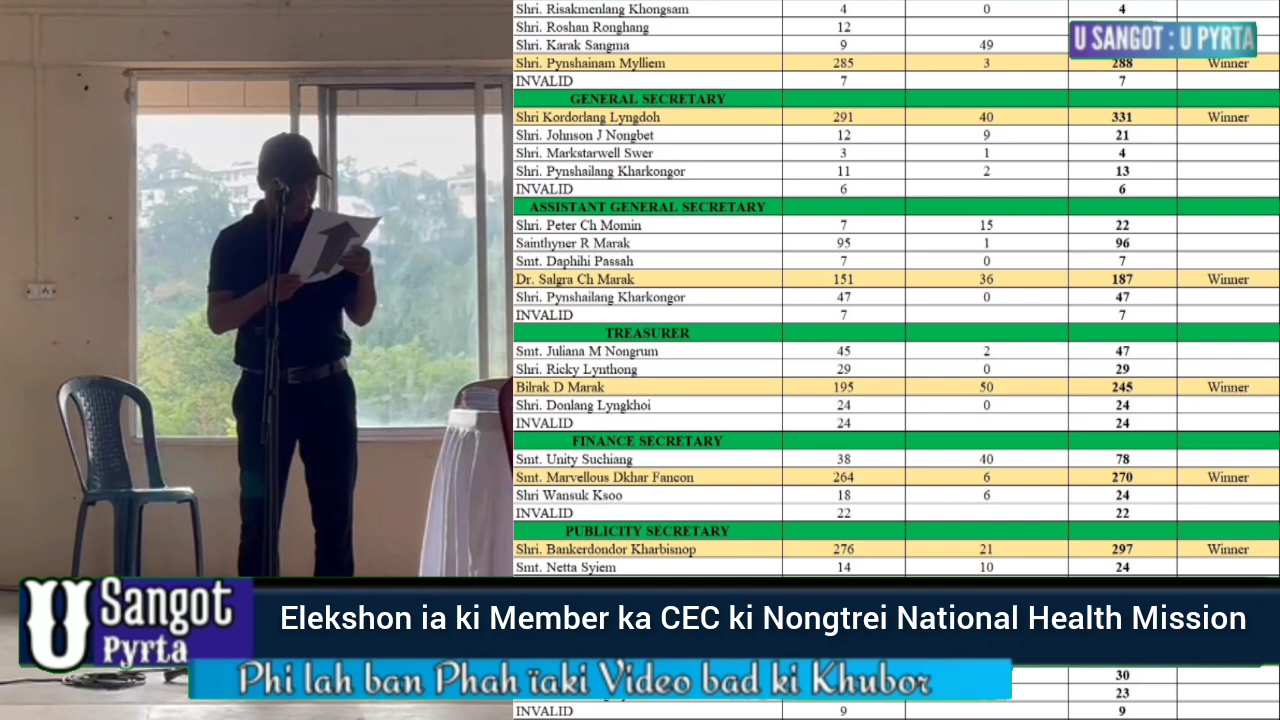 Shri. Risakmenlang Khongsam 4 0 4
Shri. Roshan Ronghang 12
Shri. Karak Sangma 9 49
Shri. Pynshainam Mylliem 285 3 288 Winner
INVALID 7 7
GENERAL SECRETARY
Shri Kordorlang Lyngdoh 291 40 331 Winner
Shri. Johnson J Nongbet 12 9 21
Shri. Markstarwell Swer 3 1 4
Shri. Pynshailang Kharkongor 11 2 13
INVALID 6 6
ASSISTANT GENERAL SECRETARY
Shri. Peter Ch Momin 7 15 22
Sainthyner R Marak 95 1 96
Smt. Daphihi Passah 7 0 7
Dr. Salgra Ch Marak 151 36 187 Winner
Shri. Pynshailang Kharkongor 47 0 47
INVALID 7 7
TREASURER
Smt. Juliana M Nongrum 45 2 47
Shri. Ricky Lynthong 29 0 29
Bilrak D Marak 195 50 245 Winner
Shri. Donlang Lyngkhoi 24 0 24
INVALID 24 24
FINANCE SECRETARY
Smt. Unity Suchiang 38 40 78
Smt. Marvellous Dkhar Fancon 264 6 270 Winner
Shri Wansuk Ksoo 18 6 24
INVALID 22 22
PUBLICITY SECRETARY
Shri. Bankerdondor Kharbisnop 276 21 297 Winner
Smt. Netta Syiem 14 10 24
30
23
INVALID 9 9
U SANGOT : U PYRTA
U Sangot Pyrta
Elekshon ia ki Member ka CEC ki Nongtrei National Health Mission
Phi lah ban Phah ïaki Video bad ki Khubor